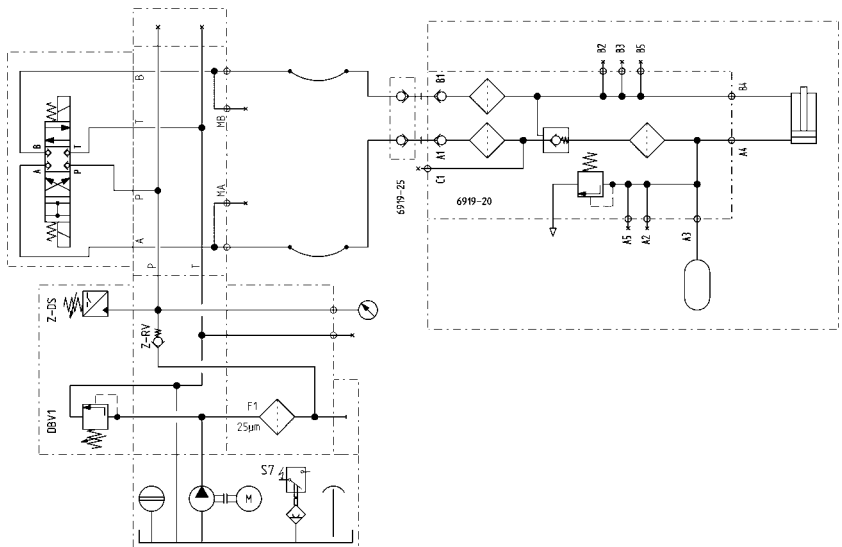 B
T
MB
P
MA
A
P
T
B
T
A
P
B1
A1
C1
6919-25
6919-20
B2
B3
B5
B4
A4
A5
A2
A3
Z-DS
Z-RV
DBV1
F1
25µm
S7
M